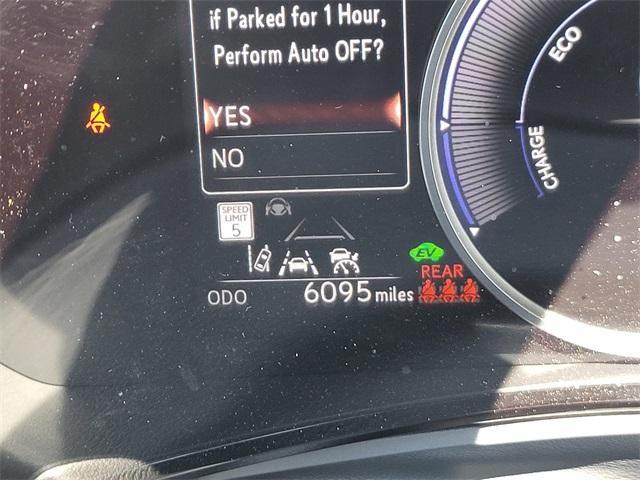 if Parked for 1 Hour,
Perform Auto OFF?
YES
NO
ECO
CHARGE
SPEED
LIMIT
5
EV
REAR
ODO 6095 miles